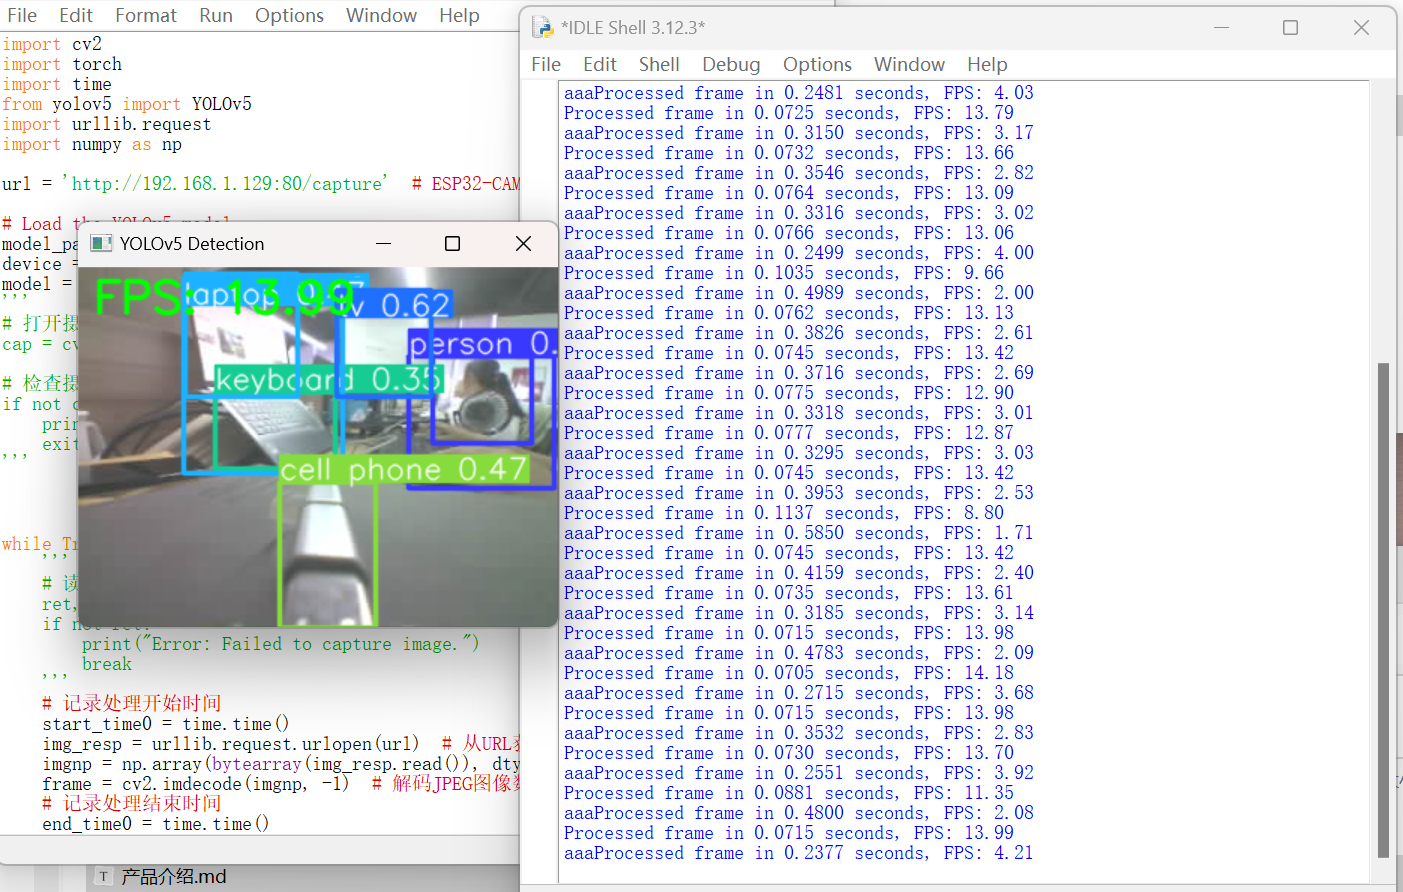 File Edit Format Run Options Window Help
import cv2
import torch
import time
from yolov5 import YOLOv5
import urllib.request
import numpy as np
url = 'http://192.168.1.129:80/capture' # ESP32-CAM
# Load the YOLOv5 model
model_pa
device =
model =
'''
# 打开摄
cap = cv
# 检查摄
if not c
prin
exit
'''
while Tr
'''
# 读
ret,
if not ret:
print("Error: Failed to capture image.")
break
'''
# 记录处理开始时间
start_time0 = time.time()
img_resp = urllib.request.urlopen(url) # 从URL获
imgnp = np.array(bytearray(img_resp.read()), dty
frame = cv2.imdecode(imgnp, -1) # 解码JPEG图像数
# 记录处理结束时间
end_time0 = time.time()
产品介绍.md
YOLOv5 Detection
FPS: 13.99
laptop 0.
tv 0.62
person 0.
keyboard 0.35
cell phone 0.47
*IDLE Shell 3.12.3*
File Edit Shell Debug Options Window Help
aaaProcessed frame in 0.2481 seconds, FPS: 4.03
Processed frame in 0.0725 seconds, FPS: 13.79
aaaProcessed frame in 0.3150 seconds, FPS: 3.17
Processed frame in 0.0732 seconds, FPS: 13.66
aaaProcessed frame in 0.3546 seconds, FPS: 2.82
Processed frame in 0.0764 seconds, FPS: 13.09
aaaProcessed frame in 0.3316 seconds, FPS: 3.02
Processed frame in 0.0766 seconds, FPS: 13.06
aaaProcessed frame in 0.2499 seconds, FPS: 4.00
Processed frame in 0.1035 seconds, FPS: 9.66
aaaProcessed frame in 0.4989 seconds, FPS: 2.00
Processed frame in 0.0762 seconds, FPS: 13.13
aaaProcessed frame in 0.3826 seconds, FPS: 2.61
Processed frame in 0.0745 seconds, FPS: 13.42
aaaProcessed frame in 0.3716 seconds, FPS: 2.69
Processed frame in 0.0775 seconds, FPS: 12.90
aaaProcessed frame in 0.3318 seconds, FPS: 3.01
Processed frame in 0.0777 seconds, FPS: 12.87
aaaProcessed frame in 0.3295 seconds, FPS: 3.03
Processed frame in 0.0745 seconds, FPS: 13.42
aaaProcessed frame in 0.3953 seconds, FPS: 2.53
Processed frame in 0.1137 seconds, FPS: 8.80
aaaProcessed frame in 0.5850 seconds, FPS: 1.71
Processed frame in 0.0745 seconds, FPS: 13.42
aaaProcessed frame in 0.4159 seconds, FPS: 2.40
Processed frame in 0.0735 seconds, FPS: 13.61
aaaProcessed frame in 0.3185 seconds, FPS: 3.14
Processed frame in 0.0715 seconds, FPS: 13.98
aaaProcessed frame in 0.4783 seconds, FPS: 2.09
Processed frame in 0.0705 seconds, FPS: 14.18
aaaProcessed frame in 0.2715 seconds, FPS: 3.68
Processed frame in 0.0715 seconds, FPS: 13.98
aaaProcessed frame in 0.3532 seconds, FPS: 2.83
Processed frame in 0.0730 seconds, FPS: 13.70
aaaProcessed frame in 0.2551 seconds, FPS: 3.92
Processed frame in 0.0881 seconds, FPS: 11.35
aaaProcessed frame in 0.4800 seconds, FPS: 2.08
Processed frame in 0.0715 seconds, FPS: 13.99
aaaProcessed frame in 0.2377 seconds, FPS: 4.21